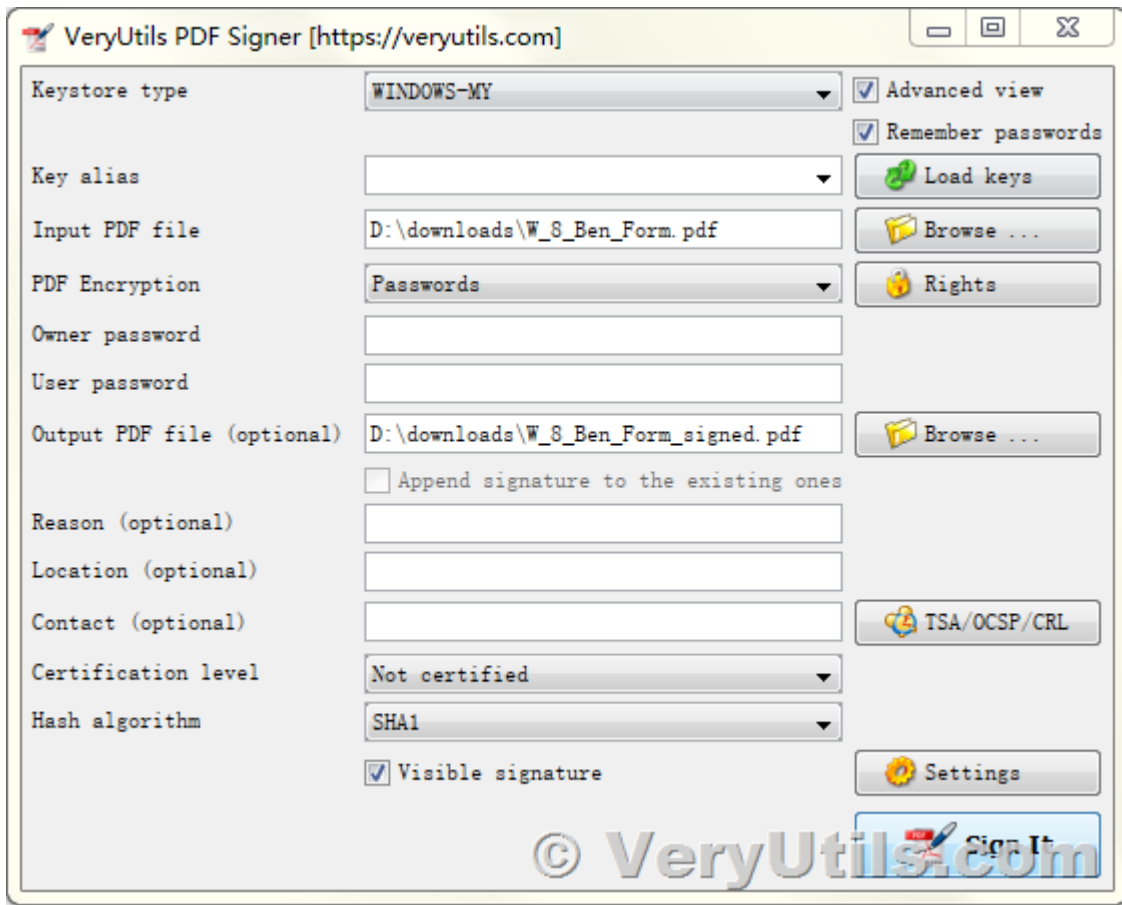 VeryUtils PDF Signer [https://veryutils.com]
Keystore type WINDOWS-MY Advanced view
Remember passwords
Key alias Load keys
Input PDF file D:\downloads\W_8_Ben_Form.pdf Browse ...
PDF Encryption Passwords Rights
Owner password
User password
Output PDF file (optional) D:\downloads\W_8_Ben_Form_signed.pdf Browse ...
Append signature to the existing ones
Reason (optional)
Location (optional)
Contact (optional) TSA/OCSP/CRL
Certification level Not certified
Hash algorithm SHA1
Visible signature Settings
Sign It
© VeryUtils.com